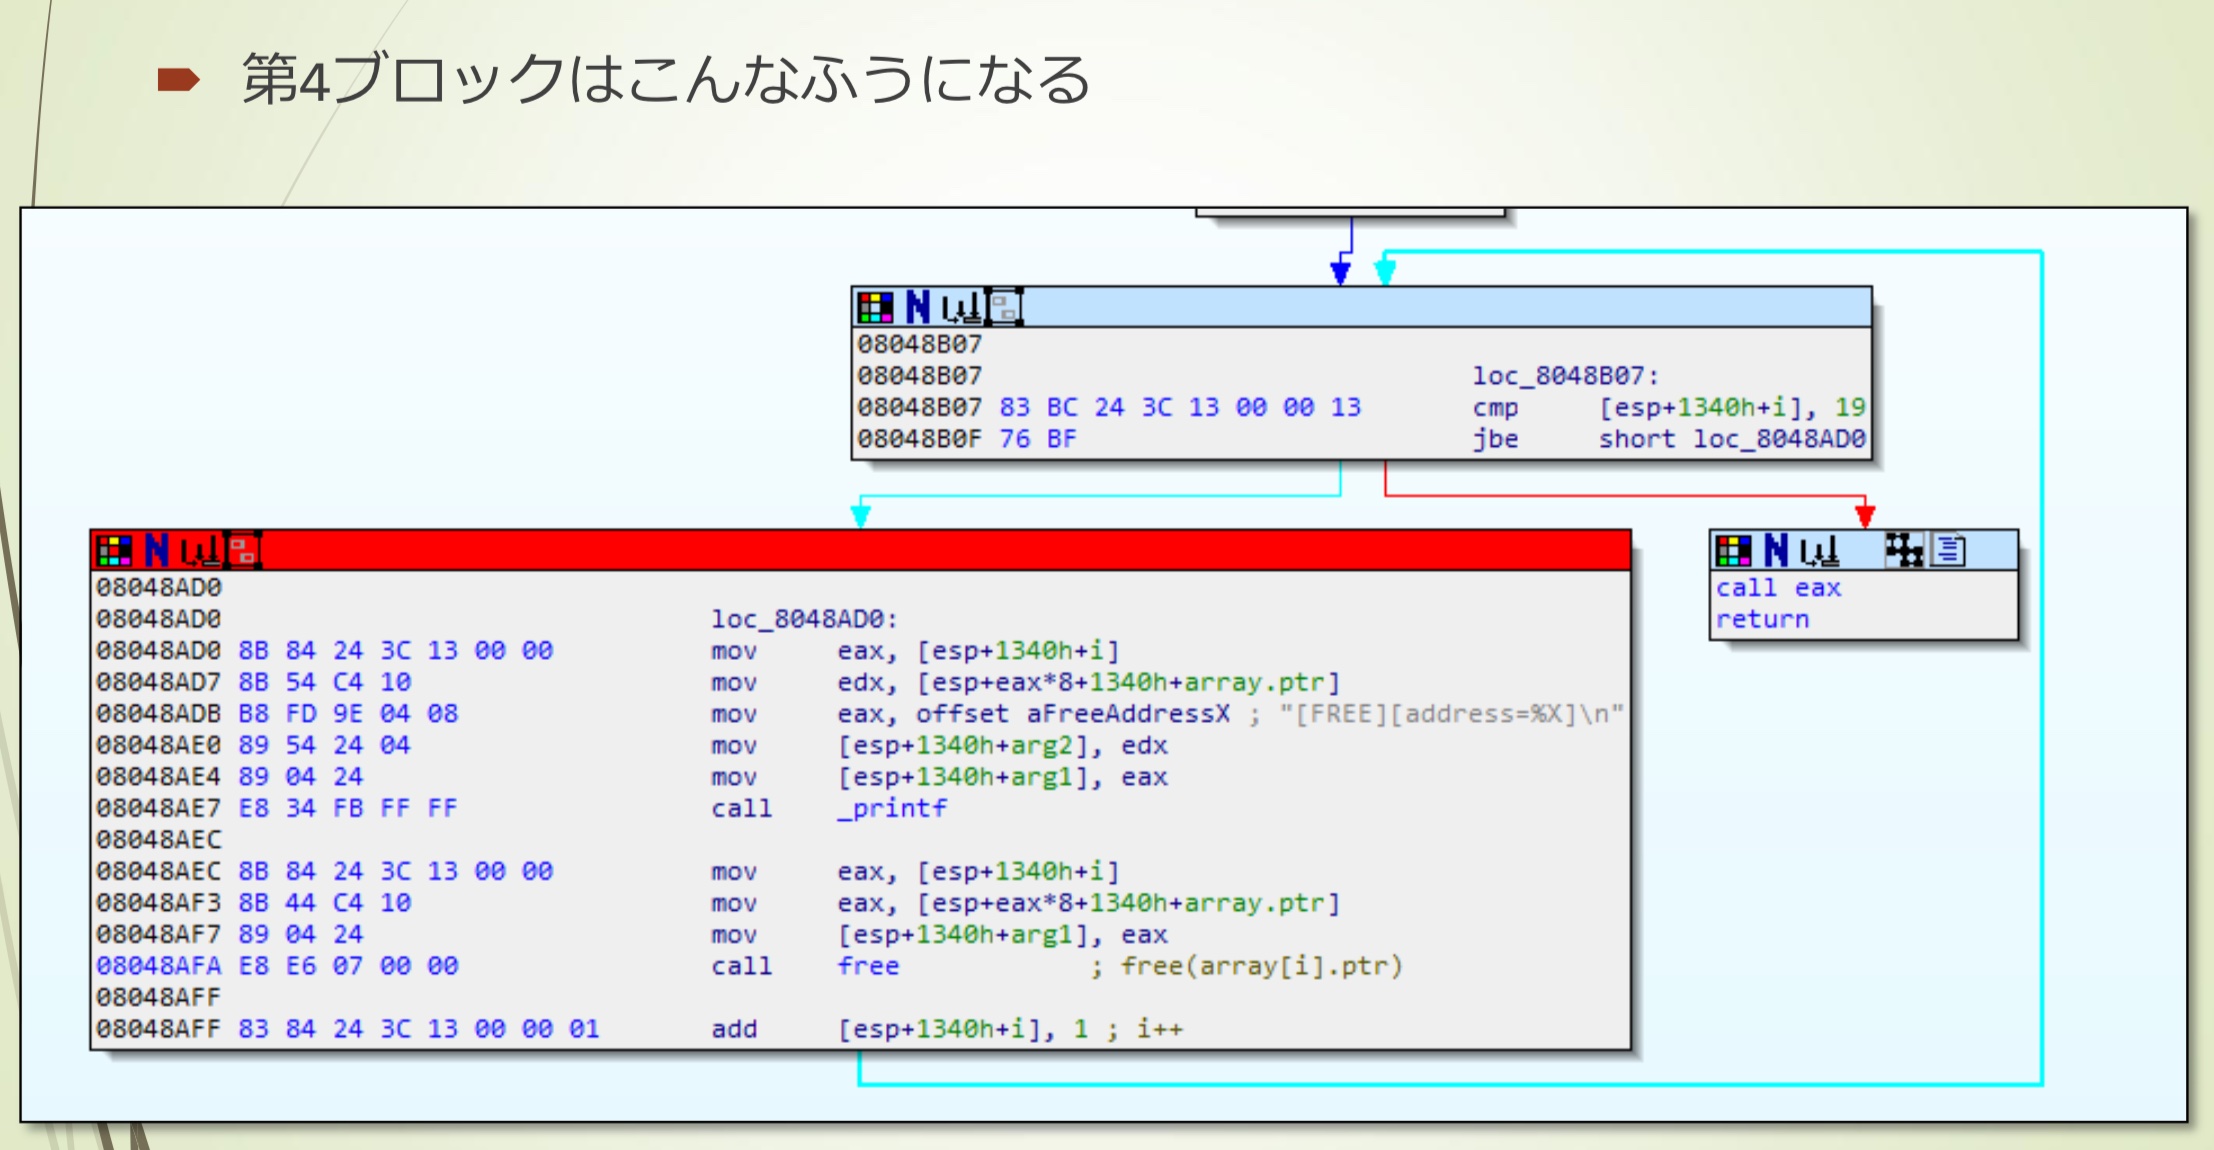 第4ブロックはこんなふうになる
08048B07
08048B07 loc_8048B07:
08048B07 83 BC 24 3C 13 00 00 13 cmp [esp+1340h+i], 19
08048B0F 76 BF jbe short loc_8048AD0
08048AD0
08048AD0 loc_8048AD0:
08048AD0 8B 84 24 3C 13 00 00 mov eax, [esp+1340h+i]
08048AD7 8B 54 C4 10 mov edx, [esp+eax*8+1340h+array.ptr]
08048ADB B8 FD 9E 04 08 mov eax, offset aFreeAddressX ; "[FREE][address=%X]\n"
08048AE0 89 54 24 04 mov [esp+1340h+arg2], edx
08048AE4 89 04 24 mov [esp+1340h+arg1], eax
08048AE7 E8 34 FB FF FF call _printf
08048AEC
08048AEC 8B 84 24 3C 13 00 00 mov eax, [esp+1340h+i]
08048AF3 8B 44 C4 10 mov eax, [esp+eax*8+1340h+array.ptr]
08048AF7 89 04 24 mov [esp+1340h+arg1], eax
08048AFA E8 E6 07 00 00 call free ; free(array[i].ptr)
08048AFF
08048AFF 83 84 24 3C 13 00 00 01 add [esp+1340h+i], 1 ; i++
call eax
return